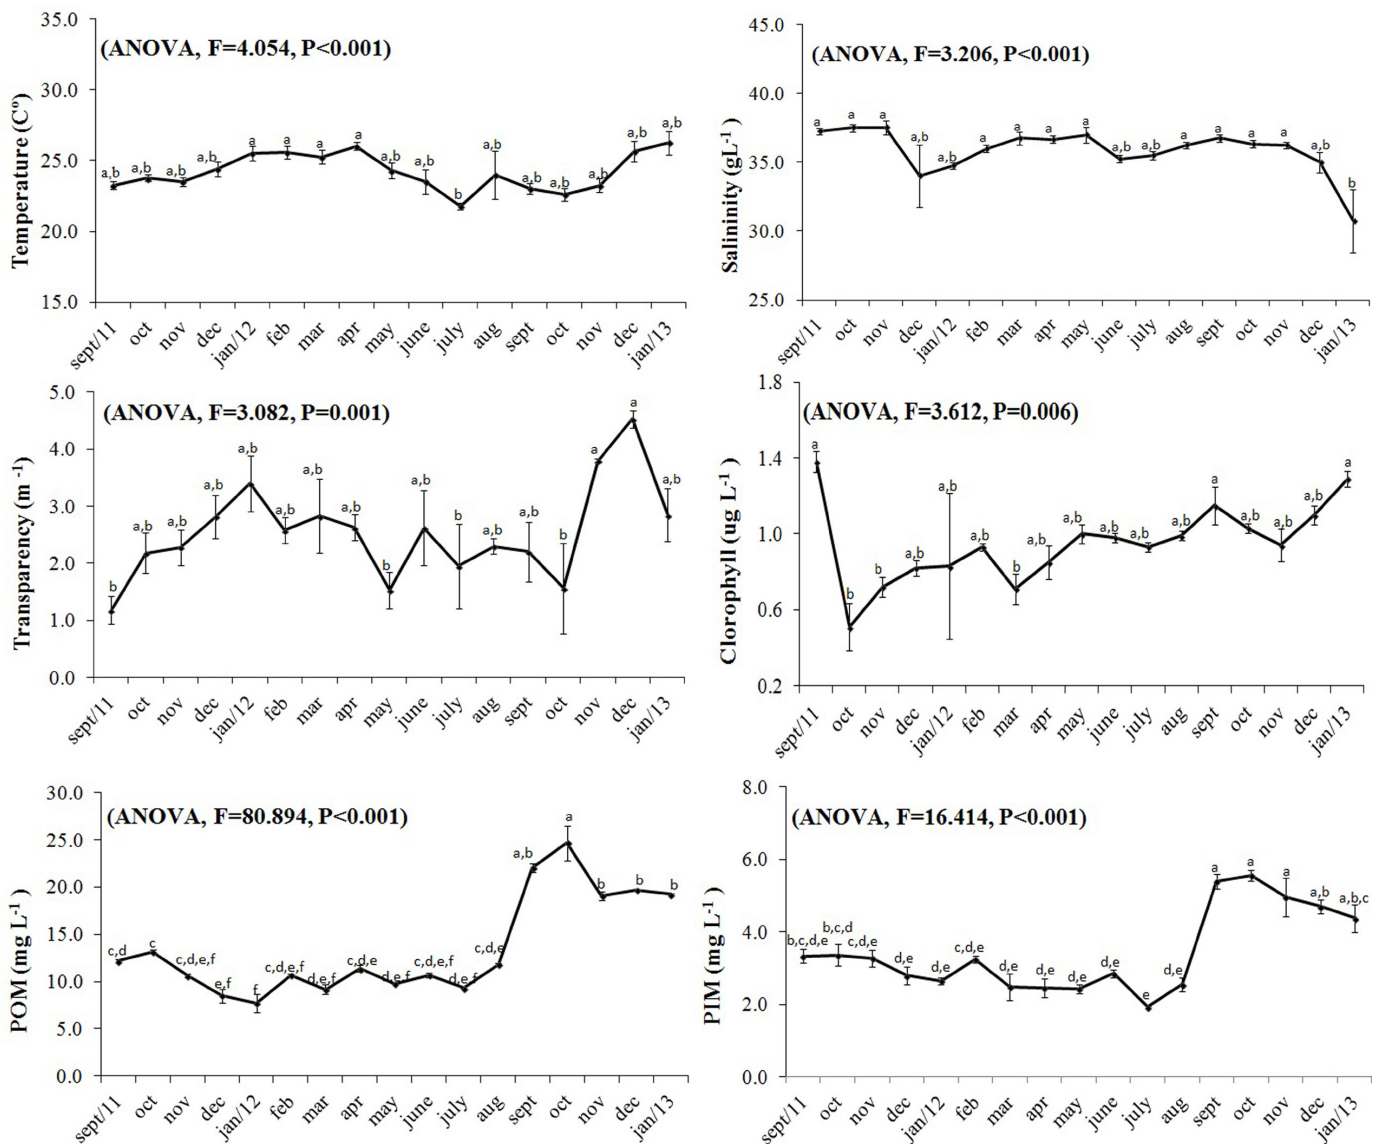 35.0
30.0
25.0
20.0
15.0
Temperature (Cº)
(ANOVA, F=4.054, P<0.001)
a,b a,b a,b a,b a a a a a,b a,b b a,b a,b a,b a,b a,b a,b
sept/11 oct nov dec jan/12 feb mar apr may june july aug sept oct nov dec jan/13
45.0
40.0
35.0
30.0
25.0
Salininity (gL-1)
(ANOVA, F=3.206, P<0.001)
a a a a,b a,b a a a a a,b a,b a a a a a,b b
sept/11 oct nov dec jan/12 feb mar apr may june july aug sept oct nov dec jan/13
5.0
4.0
3.0
2.0
1.0
0.0
Transparency (m -1)
(ANOVA, F=3.082, P=0.001)
b a,b a,b a,b a,b a,b a,b a,b b a,b a,b a,b a,b b a a a,b
sept/11 oct nov dec jan/12 feb mar apr may june july aug sept oct nov dec jan/13
1.8
1.4
1.0
0.6
0.2
Clorophyll (ug L-1 )
(ANOVA, F=3.612, P=0.006)
a b b a,b a,b a,b b a,b a,b a,b a,b a,b a a,b a,b a,b a
sept/11 oct nov dec jan/12 feb mar apr may june july aug sept oct nov dec jan/13
30.0
25.0
20.0
15.0
10.0
5.0
0.0
POM (mg L-1 )
(ANOVA, F=80.894, P<0.001)
c,d c c,d,e,f e,f f c,d,e,f d,e,f c,d,e d,e,f c,d,e,f d,e,f c,d,e a,b a b b b
sept/11 oct nov dec jan/12 feb mar apr may june july aug sept oct nov dec jan/13
8.0
6.0
4.0
2.0
0.0
PIM (mg L-1 )
(ANOVA, F=16.414, P<0.001)
b,c,d,e b,c,d c,d,e d,e d,e c,d,e d,e d,e d,e d,e e d,e a a a a,b a,b,c
sept/11 oct nov dec jan/12 feb mar apr may june july aug sept oct nov dec jan/13